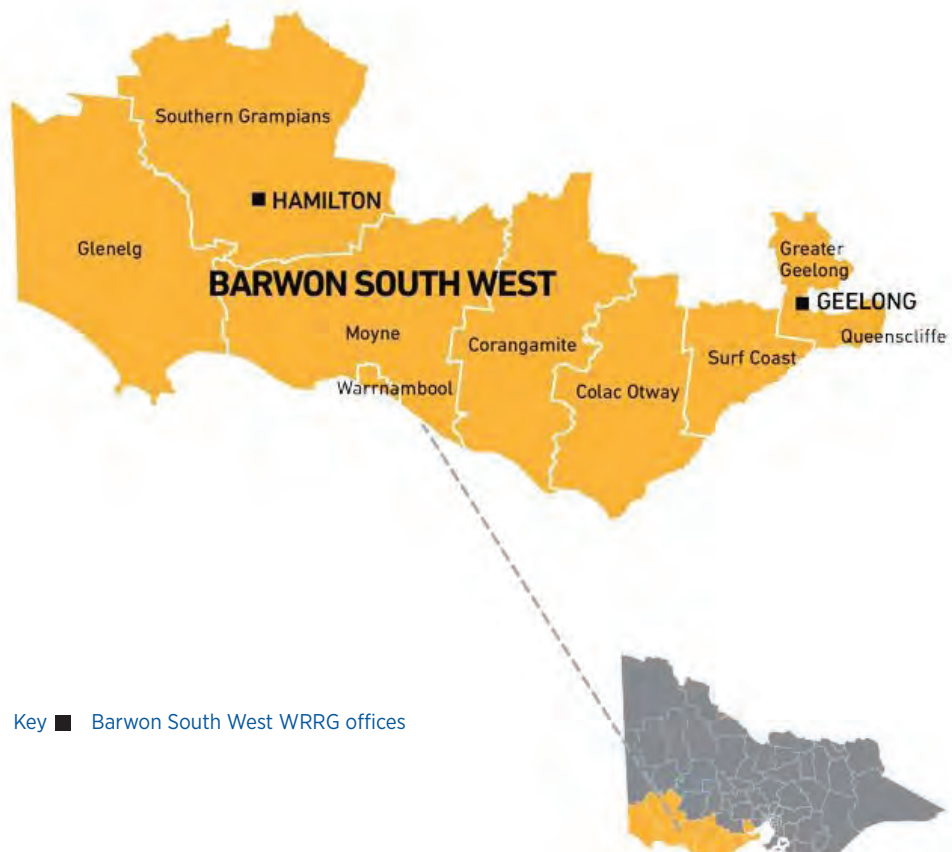 Southern Grampians
HAMILTON
Glenelg
BARWON SOUTH WEST
Greater
Geelong
GEELONG
Queenscliffe
Moyne
Corangamite
Surf Coast
Warrnambool
Colac Otway
Key Barwon South West WRRG offices